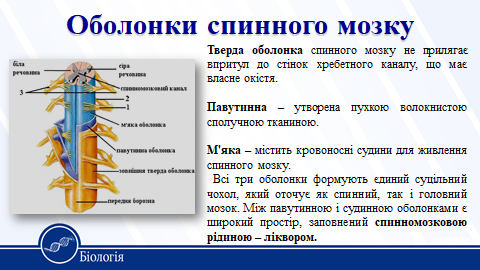 Оболонки спинного мозку
біла
речовина
сіра
речовина
спинномозковий канал
3
2
1
м'яка оболонка
павутинна оболонка
зовнішня тверда оболонка
передня борозна
Тверда оболонка спинного мозку не прилягає
впритул до стінок хребетного каналу, що має
власне окістя.
Павутинна – утворена пухкою волокнистою
сполучною тканиною.
М'яка – містить кровоносні судини для живлення
спинного мозку.
Всі три оболонки формують єдиний суцільний
чохол, який оточує як спинний, так і головний
мозок. Між павутинною і судинною оболонками є
широкий простір, заповнений спинномозковою
рідиною – ліквором.
Біологія